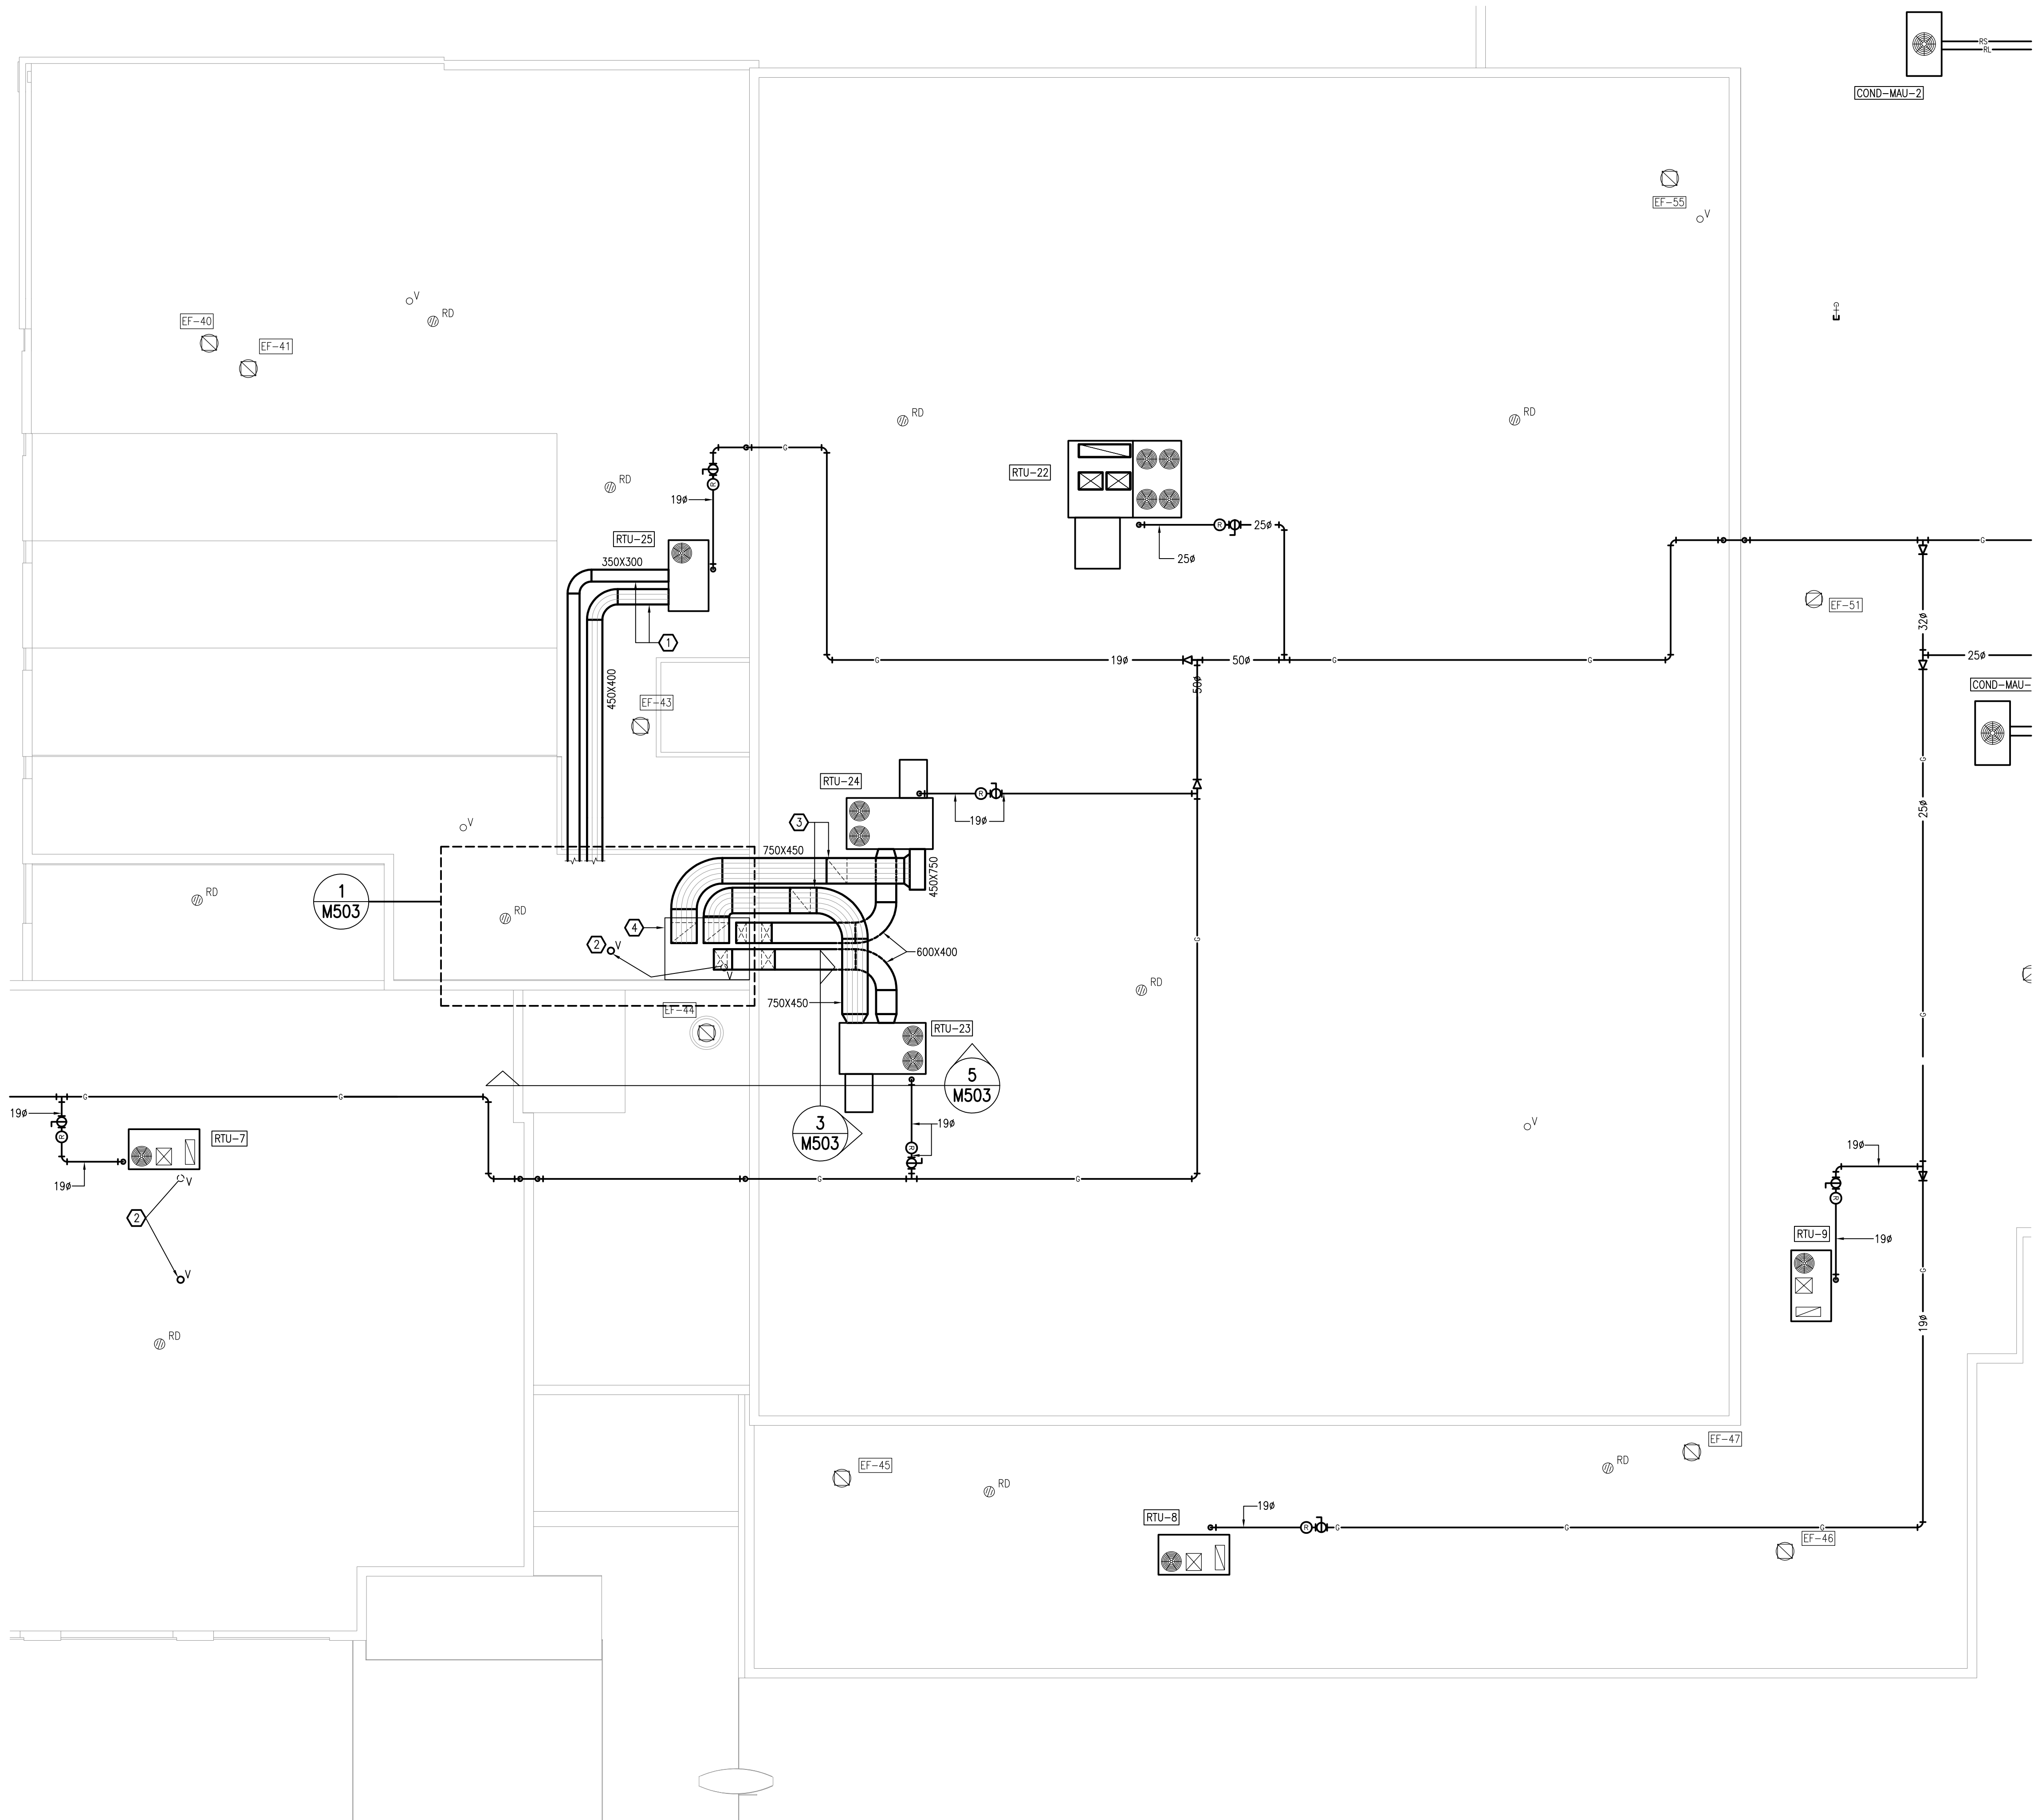 RS
RL
COND-MAU-2
EF-55
V
G
V
RD
EF-40
EF-41
RD
RD
G
RTU-22
RD
19ø
R
R
25ø
25ø
RTU-25
350X300
G
1
EF-51
32ø
G
19ø
50ø
G
G
25ø
50ø
450X400
EF-43
COND-MAU-
G
RTU-24
R
25ø
19ø
3
V
750X450
450X750
1
M503
RD
RD
4
2
V
G
600X400
V
RD
750X450
EF-44
G
RTU-23
5
M503
G
G
19ø
R
RTU-7
3
M503
19ø
R
V
19ø
V
19ø
G
G
2
R
RTU-9
19ø
V
G
19ø
RD
EF-45
RD
EF-47
RD
RTU-8
19ø
R
G
G
G
EF-46